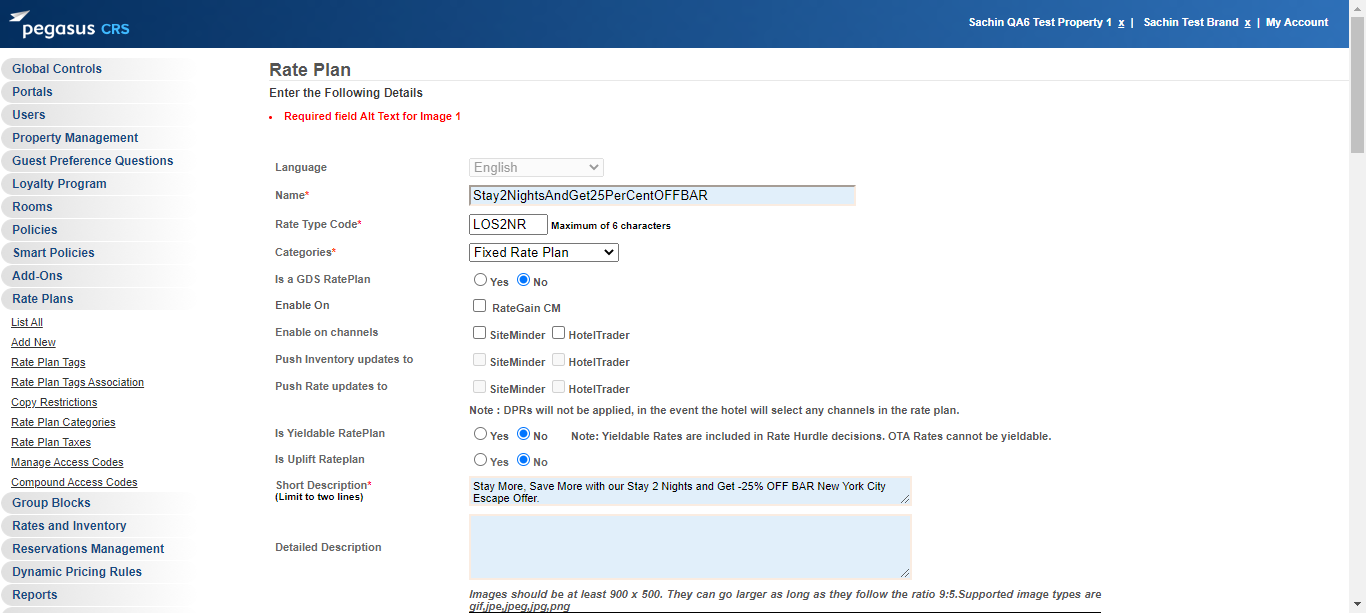 pegasus CRS
Sachin QA6 Test Property 1 x | Sachin Test Brand x | My Account
Global Controls
Portals
Users
Property Management
Guest Preference Questions
Loyalty Program
Rooms
Policies
Smart Policies
Add-Ons
Rate Plans
List All
Add New
Rate Plan Tags
Rate Plan Tags Association
Copy Restrictions
Rate Plan Categories
Rate Plan Taxes
Manage Access Codes
Compound Access Codes
Group Blocks
Rates and Inventory
Reservations Management
Dynamic Pricing Rules
Reports
Rate Plan
Enter the Following Details
• Required field Alt Text for Image 1
Language English
Name* Stay2NightsAndGet25PerCentOFFBAR
Rate Type Code* LOS2NR Maximum of 6 characters
Categories* Fixed Rate Plan
Is a GDS RatePlan Yes No
Enable On RateGain CM
Enable on channels SiteMinder HotelTrader
Push Inventory updates to SiteMinder HotelTrader
Push Rate updates to SiteMinder HotelTrader
Note : DPRs will not be applied, in the event the hotel will select any channels in the rate plan.
Is Yieldable RatePlan Yes No Note: Yieldable Rates are included in Rate Hurdle decisions. OTA Rates cannot be yieldable.
Is Uplift Rateplan Yes No
Short Description*
(Limit to two lines)
Stay More, Save More with our Stay 2 Nights and Get -25% OFF BAR New York City
Escape Offer.
Detailed Description
Images should be at least 900 x 500. They can go larger as long as they follow the ratio 9:5.Supported image types are
gif,jpe,jpeg,jpg,png